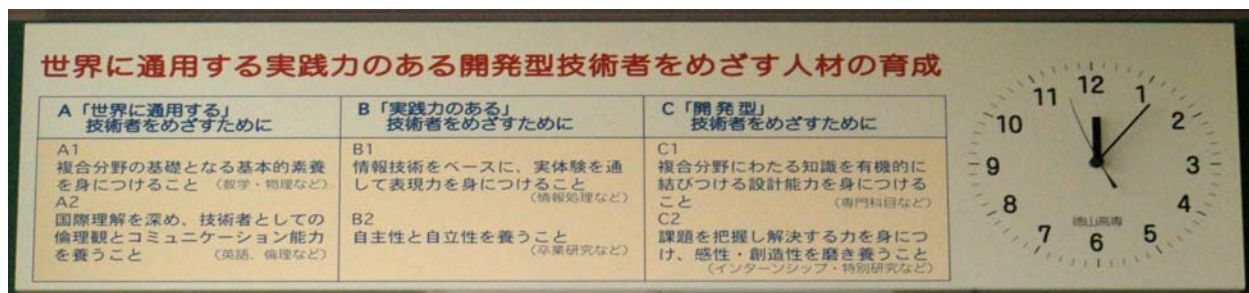 世界に通用する実践力のある開発型技術者をめざす人材の育成
A「世界に通用する」
技術者をめざすために
A1
複合分野の基礎となる基本的素養
を身につけること (数学・物理など)
A2
国際理解を深め、技術者としての
倫理観とコミュニケーション能力
を養うこと (英語、倫理など)
B「実践力のある」
技術者をめざすために
B1
情報技術をベースに、実体験を通
して表現力を身につけること
(情報処理など)
B2
自主性と自立性を養うこと
(卒業研究など)
C「開発型」
技術者をめざすために
C1
複合分野にわたる知識を有機的に
結びつける設計能力を身につける
こと (専門科目など)
C2
課題を把握し解決する力を身につ
け、感性・創造性を磨き養うこと
(インターンシップ・特別研究など)
12
1
2
3
4
5
6
7
8
9
10
11
徳山高専